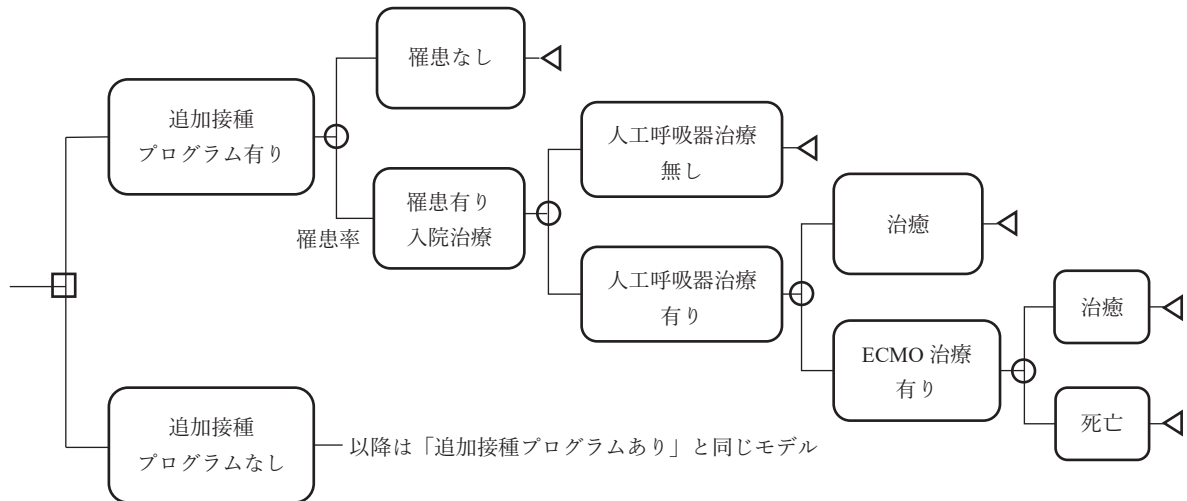 罹患なし
追加接種
プログラム有り
人工呼吸器治療
無し
罹患有り
入院治療
罹患率
治癒
人工呼吸器治療
有り
治癒
ECMO 治療
有り
死亡
追加接種
プログラムなし
以降は「追加接種プログラムあり」と同じモデル